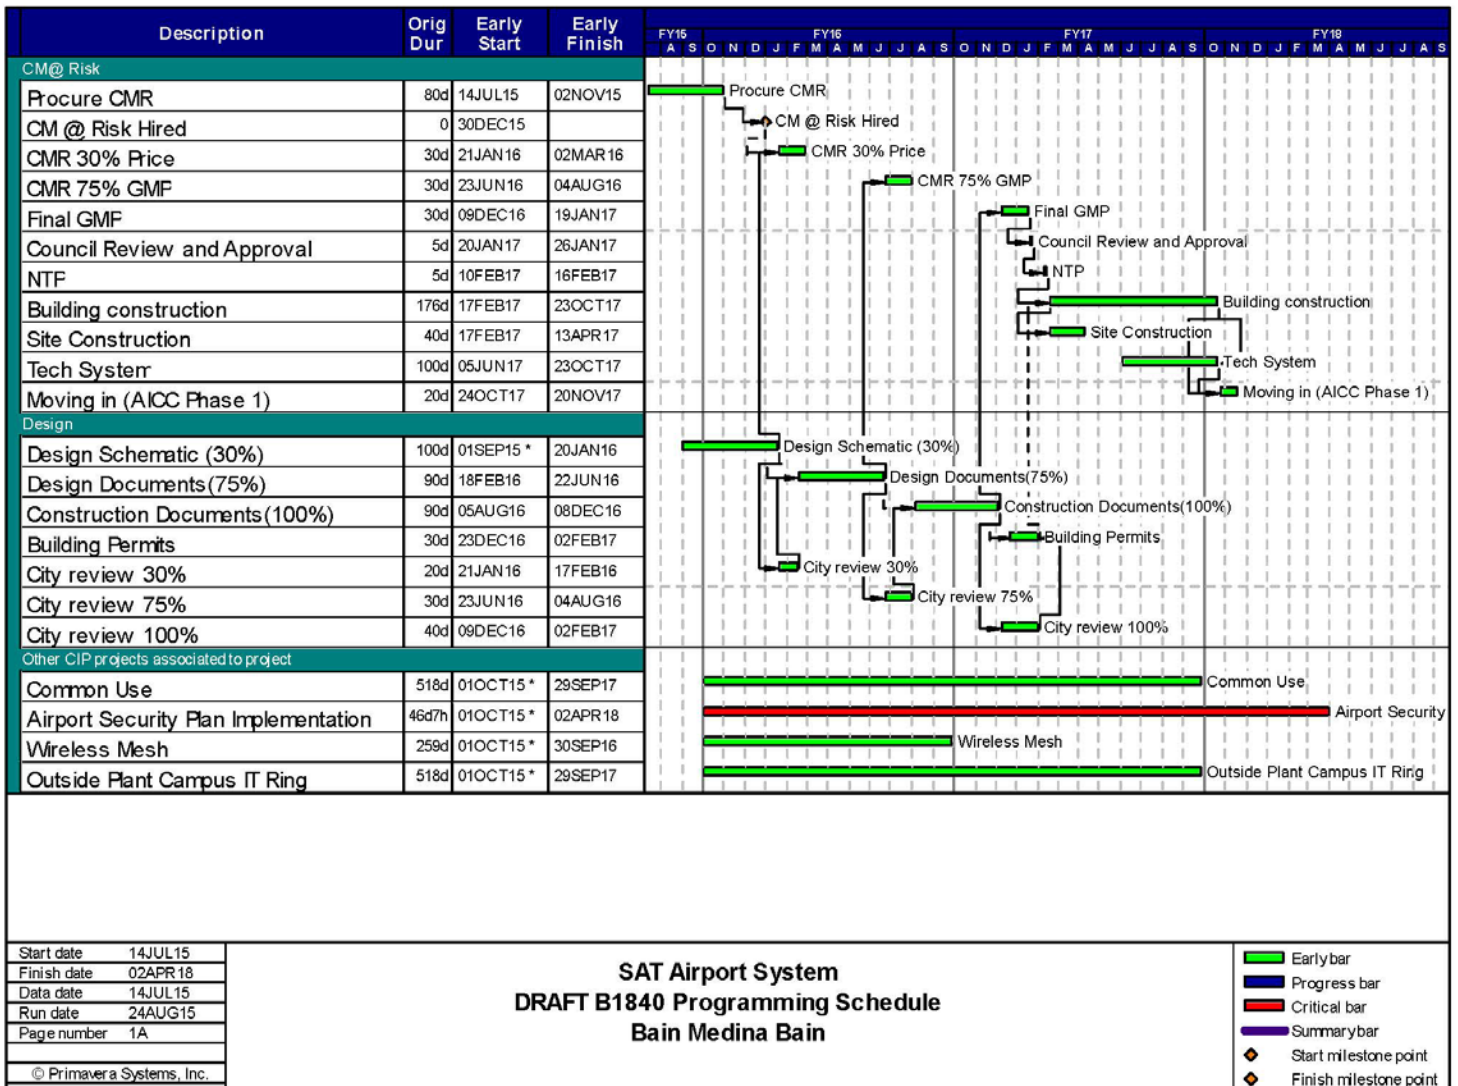 Description Orig Dur Early Start Early Finish
FY15 FY16 FY17 FY18
A S O N D J F M A M J J A S O N D J F M A M J J A S O N D J F M A M J J A S
CM@ Risk
Procure CMR 80d 14JUL15 02NOV15 Procure CMR
CM @ Risk Hired 0 30DEC15 CM @ Risk Hired
CMR 30% Price 30d 21JAN16 02MAR16 CMR 30% Price
CMR 75% GMP 30d 23JUN16 04AUG16 CMR 75% GMP
Final GMP 30d 09DEC16 19JAN17 Final GMP
Council Review and Approval 5d 20JAN17 26JAN17 Council Review and Approval
NTP 5d 10FEB17 16FEB17 NTP
Building construction 176d 17FEB17 23OCT17 Building construction
Site Construction 40d 17FEB17 13APR17 Site Construction
Tech System 100d 05JUN17 23OCT17 Tech System
Moving in (AICC Phase 1) 20d 24OCT17 20NOV17 Moving in (AICC Phase 1)
Design
Design Schematic (30%) 100d 01SEP15 * 20JAN16 Design Schematic (30%)
Design Documents(75%) 90d 18FEB16 22JUN16 Design Documents(75%)
Construction Documents(100%) 90d 05AUG16 08DEC16 Construction Documents(100%)
Building Permits 30d 23DEC16 02FEB17 Building Permits
City review 30% 20d 21JAN16 17FEB16 City review 30%
City review 75% 30d 23JUN16 04AUG16 City review 75%
City review 100% 40d 09DEC16 02FEB17 City review 100%
Other CIP projects associated to project
Common Use 518d 01OCT15 * 29SEP17 Common Use
Airport Security Plan Implementation 46d7h 01OCT15 * 02APR18 Airport Security
Wireless Mesh 259d 01OCT15 * 30SEP16 Wireless Mesh
Outside Plant Campus IT Ring 518d 01OCT15 * 29SEP17 Outside Plant Campus IT Ring
Start date 14JUL15
Finish date 02APR18
Data date 14JUL15
Run date 24AUG15
Page number 1A
© Primavera Systems, Inc.
SAT Airport System
DRAFT B1840 Programming Schedule
Bain Medina Bain
Early bar
Progress bar
Critical bar
Summary bar
Start milestone point
Finish milestone point